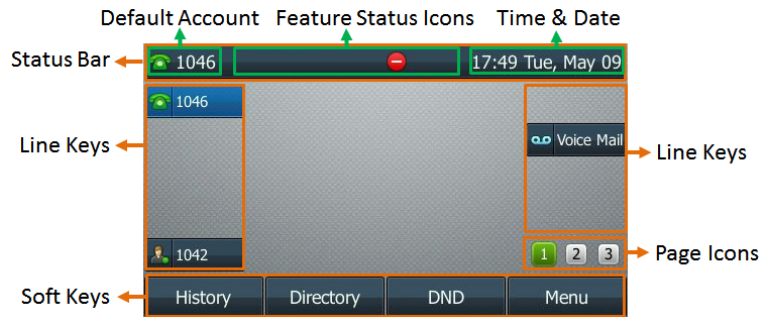 Default Account Feature Status Icons Time & Date
Status Bar 1046 17:49 Tue, May 09
1046
Line Keys Voice Mail Line Keys
1042 1 2 3 Page Icons
Soft Keys History Directory DND Menu